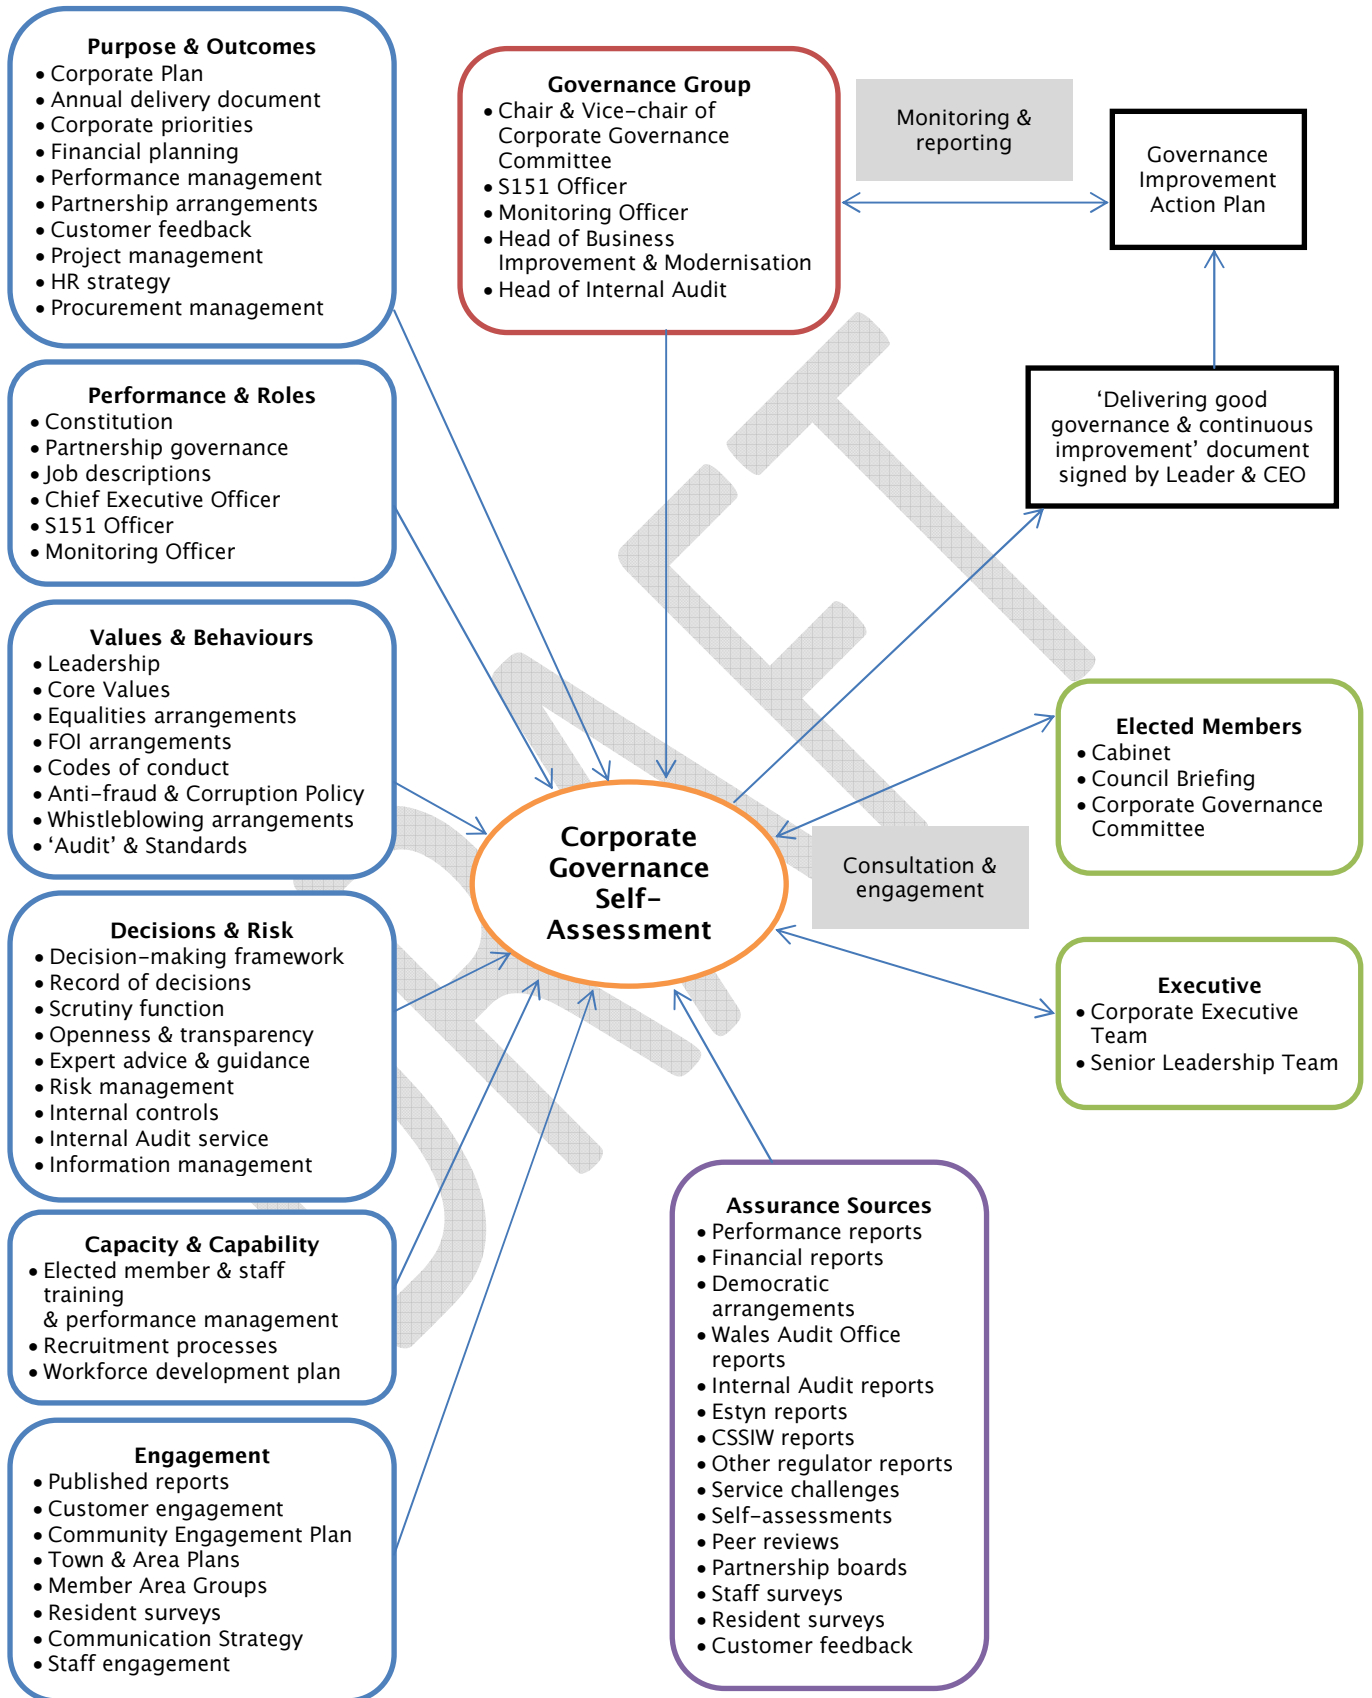 Purpose & Outcomes
• Corporate Plan
• Annual delivery document
• Corporate priorities
• Financial planning
• Performance management
• Partnership arrangements
• Customer feedback
• Project management
• HR strategy
• Procurement management
Performance & Roles
• Constitution
• Partnership governance
• Job descriptions
• Chief Executive Officer
• S151 Officer
• Monitoring Officer
Values & Behaviours
• Leadership
• Core Values
• Equalities arrangements
• FOI arrangements
• Codes of conduct
• Anti-fraud & Corruption Policy
• Whistleblowing arrangements
• ‘Audit’ & Standards
Decisions & Risk
• Decision-making framework
• Record of decisions
• Scrutiny function
• Openness & transparency
• Expert advice & guidance
• Risk management
• Internal controls
• Internal Audit service
• Information management
Capacity & Capability
• Elected member & staff
training
& performance management
• Recruitment processes
• Workforce development plan
Engagement
• Published reports
• Customer engagement
• Community Engagement Plan
• Town & Area Plans
• Member Area Groups
• Resident surveys
• Communication Strategy
• Staff engagement
Governance Group
• Chair & Vice-chair of
Corporate Governance
Committee
• S151 Officer
• Monitoring Officer
• Head of Business
Improvement & Modernisation
• Head of Internal Audit
Monitoring &
reporting
Governance
Improvement
Action Plan
‘Delivering good
governance & continuous
improvement’ document
signed by Leader & CEO
Corporate
Governance
Self-
Assessment
Consultation &
engagement
Elected Members
• Cabinet
• Council Briefing
• Corporate Governance
Committee
Executive
• Corporate Executive
Team
• Senior Leadership Team
Assurance Sources
• Performance reports
• Financial reports
• Democratic
arrangements
• Wales Audit Office
reports
• Internal Audit reports
• Estyn reports
• CSSIW reports
• Other regulator reports
• Service challenges
• Self-assessments
• Peer reviews
• Partnership boards
• Staff surveys
• Resident surveys
• Customer feedback
DRAFT